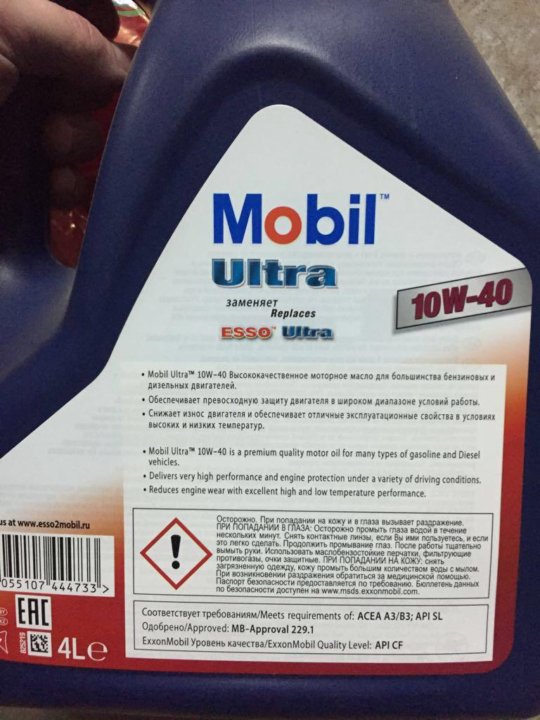 Mobil™
Ultra
заменяет
Replaces
ESSO™ Ultra
10W-40
• Mobil Ultra™ 10W-40 Высококачественное моторное масло для большинства бензиновых и
дизельных двигателей.
• Обеспечивает превосходную защиту двигателя в широком диапазоне условий работы.
• Снижает износ двигателя и обеспечивает отличные эксплуатационные свойства в условиях
высоких и низких температур.
• Mobil Ultra™ 10W-40 is a premium quality motor oil for many types of gasoline and Diesel
vehicles.
• Delivers very high performance and engine protection under a variety of driving conditions.
• Reduces engine wear with excellent high and low temperature performance.
us at www.esso2mobil.ru
Осторожно. При попадании на кожу и в глаза вызывает раздражение.
ПРИ ПОПАДАНИИ В ГЛАЗА: Осторожно промыть глаза водой в течение
нескольких минут. Снять контактные линзы, если Вы ими пользуетесь, и если
это легко сделать. Продолжить промывание глаз. После работы тщательно
вымыть руки. Использовать маслобензостойкие перчатки, фильтрующие
противогазы, очки защитные. ПРИ ПОПАДАНИИ НА КОЖУ: снять
загрязненную одежду, кожу промыть большим количеством воды с мылом.
При возникновении раздражения обратиться за медицинской помощью.
Паспорт безопасности предоставляется по требованию. Бюллетень данных
по безопасности доступен на www.msds.exxonmobil.com.
055107 444733 >
EAC
825219
4L℮
Соответствует требованиям/Meets requirements of: ACEA A3/B3; API SL
Одобрено/Approved: MB-Approval 229.1
ExxonMobil Уровень качества/ExxonMobil Quality Level: API CF